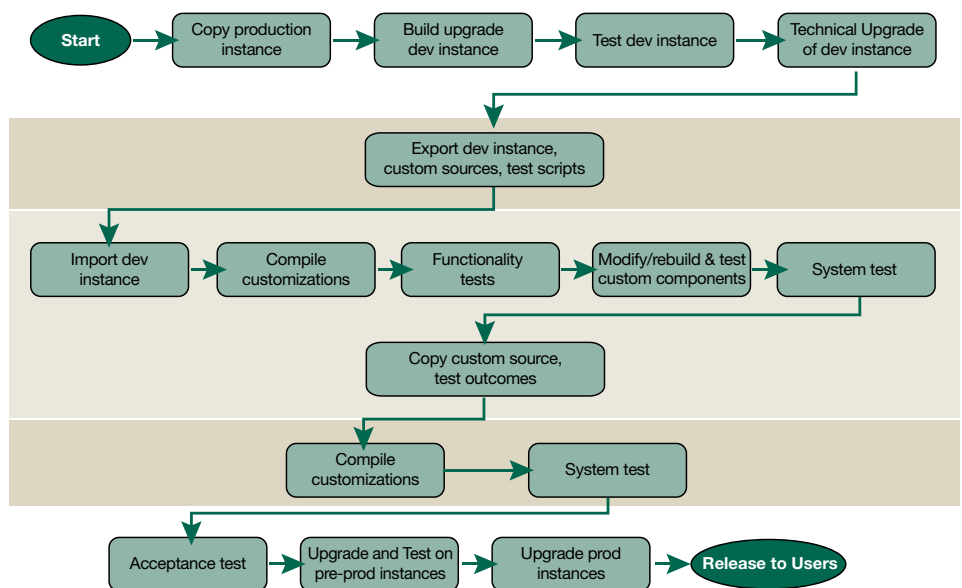 Start
Copy production
instance
Build upgrade
dev instance
Test dev instance
Technical Upgrade
of dev instance
Export dev instance,
custom sources, test scripts
Import dev
instance
Compile
customizations
Functionality
tests
Modify/rebuild & test
custom components
System test
Copy custom source,
test outcomes
Compile
customizations
System test
Acceptance test
Upgrade and Test on
pre-prod instances
Upgrade prod
instances
Release to Users